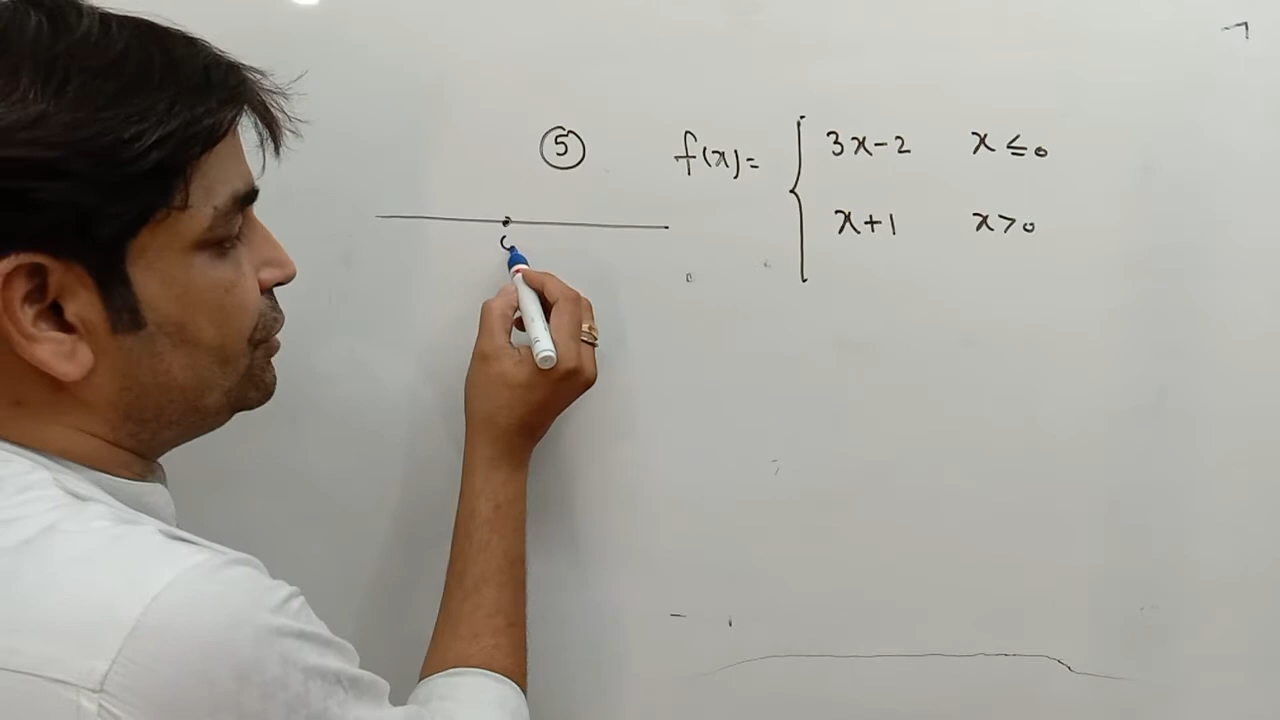 ⑤ f(x)= { 3x-2 x≤0
x+1 x>0